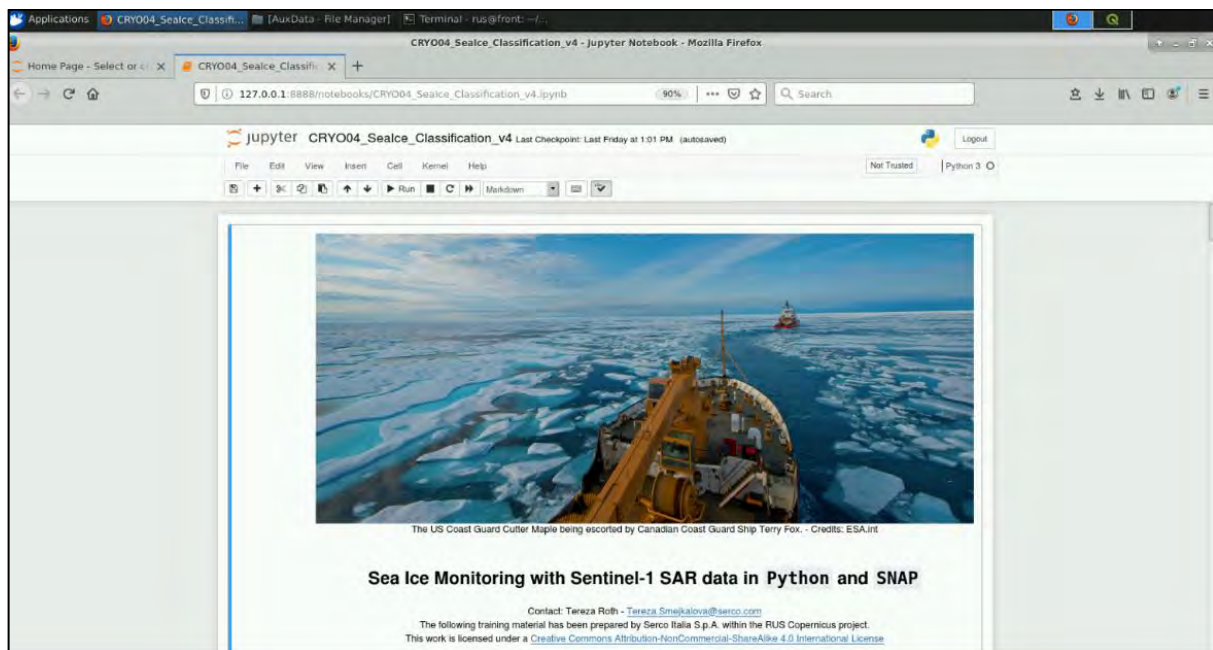 Applications CRYO04_SeaIce_Classifi... [AuxData - File Manager] Terminal - rus@front: ~/...
CRYO04_SeaIce_Classification_v4 - Jupyter Notebook - Mozilla Firefox
Home Page - Select or c CRYO04_SeaIce_Classific
127.0.0.1:8888/notebooks/CRYO04_SeaIce_Classification_v4.ipynb 90% Search
jupyter CRYO04_SeaIce_Classification_v4 Last Checkpoint: Last Friday at 1:01 PM (autosaved) Logout
File Edit View Insert Cell Kernel Help Not Trusted Python 3
Run Markdown
The US Coast Guard Cutter Maple being escorted by Canadian Coast Guard Ship Terry Fox. - Credits: ESA.int
Sea Ice Monitoring with Sentinel-1 SAR data in Python and SNAP
Contact: Tereza Roth - Tereza.Smejkalova@serco.com
The following training material has been prepared by Serco Italia S.p.A. within the RUS Copernicus project.
This work is licensed under a Creative Commons Attribution-NonCommercial-ShareAlike 4.0 International License